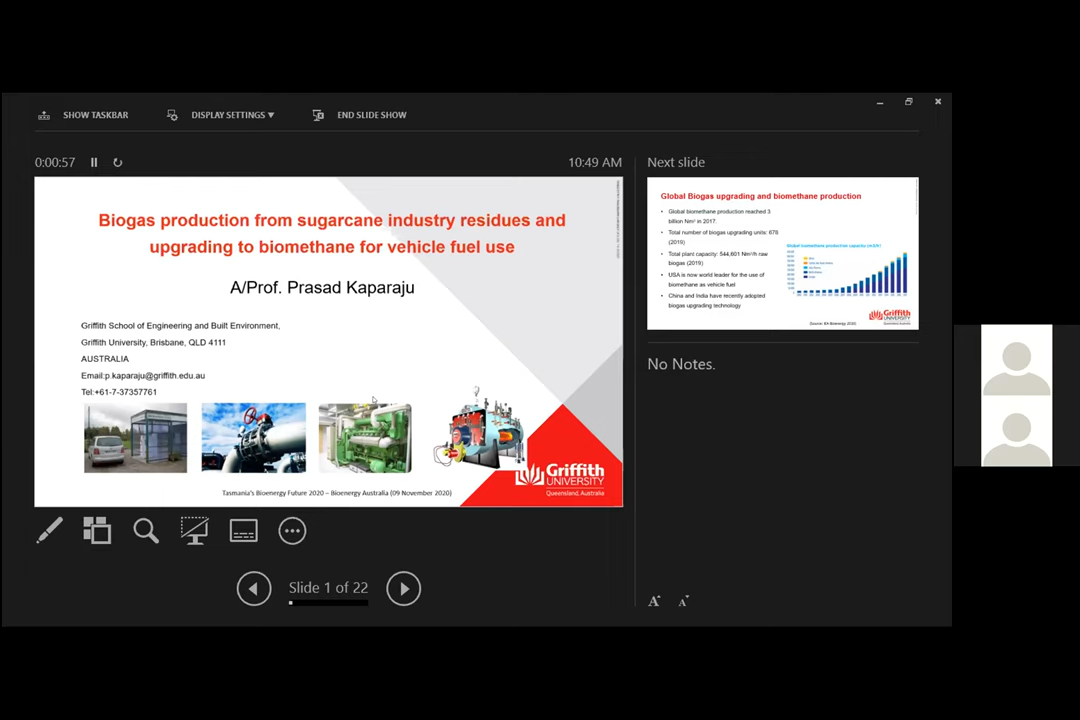 SHOW TASKBAR
DISPLAY SETTINGS
END SLIDE SHOW
0:00:57
10:49 AM
Biogas production from sugarcane industry residues and
upgrading to biomethane for vehicle fuel use
A/Prof. Prasad Kaparaju
Griffith School of Engineering and Built Environment,
Griffith University, Brisbane, QLD 4111
AUSTRALIA
Email:p.kaparaju@griffith.edu.au
Tel:+61-7-37357761
Griffith
UNIVERSITY
Queensland, Australia
Tasmania's Bioenergy Future 2020 – Bioenergy Australia (09 November 2020)
Slide 1 of 22
Next slide
Global Biogas upgrading and biomethane production
• Global biomethane production reached 3
billion Nm³ in 2017.
• Total number of biogas upgrading units: 678
(2019)
• Total plant capacity: 544,601 Nm³/h raw
biogas (2019)
• USA is now world leader for the use of
biomethane as vehicle fuel
• China and India have recently adopted
biogas upgrading technology
Griffith
UNIVERSITY
No Notes.
A
A